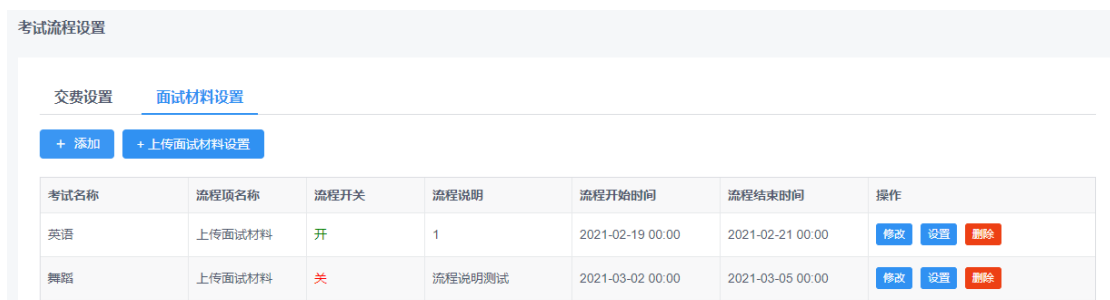 考试流程设置
交费设置 面试材料设置
+ 添加 +上传面试材料设置
考试名称 流程项名称 流程开关 流程说明 流程开始时间 流程结束时间 操作
英语 上传面试材料 开 1 2021-02-19 00:00 2021-02-21 00:00 修改 设置 删除
舞蹈 上传面试材料 关 流程说明测试 2021-03-02 00:00 2021-03-05 00:00 修改 设置 删除